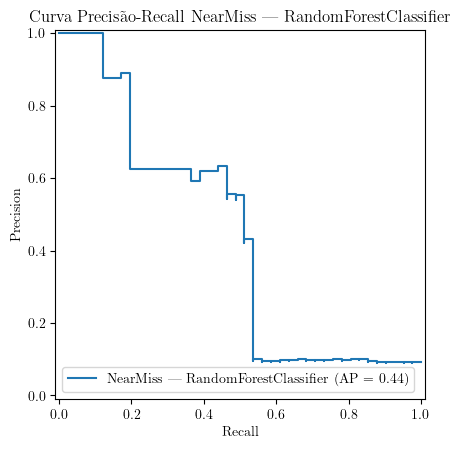 Curva Precisão-Recall NearMiss — RandomForestClassifier
1.0
0.8
0.6
0.4
0.2
0.0
Precision
NearMiss — RandomForestClassifier (AP = 0.44)
0.0 0.2 0.4 0.6 0.8 1.0
Recall